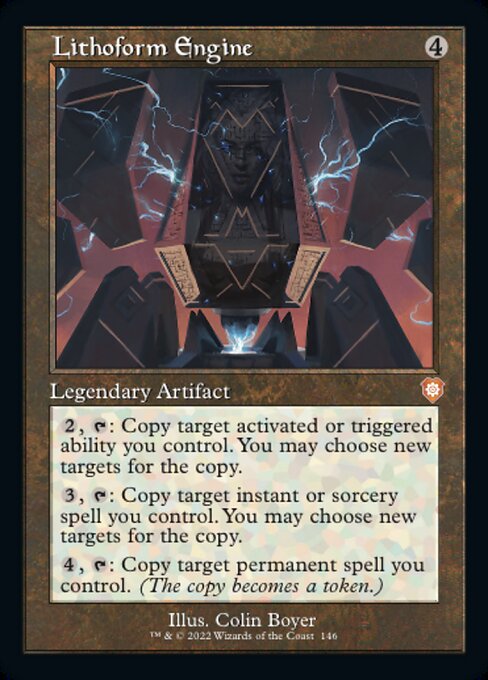 Lithoform Engine 4
Legendary Artifact
2, T: Copy target activated or triggered
ability you control. You may choose new
targets for the copy.
3, T: Copy target instant or sorcery
spell you control. You may choose new
targets for the copy.
4, T: Copy target permanent spell you
control. (The copy becomes a token.)
Illus. Colin Boyer
™ & © 2022 Wizards of the Coast 146